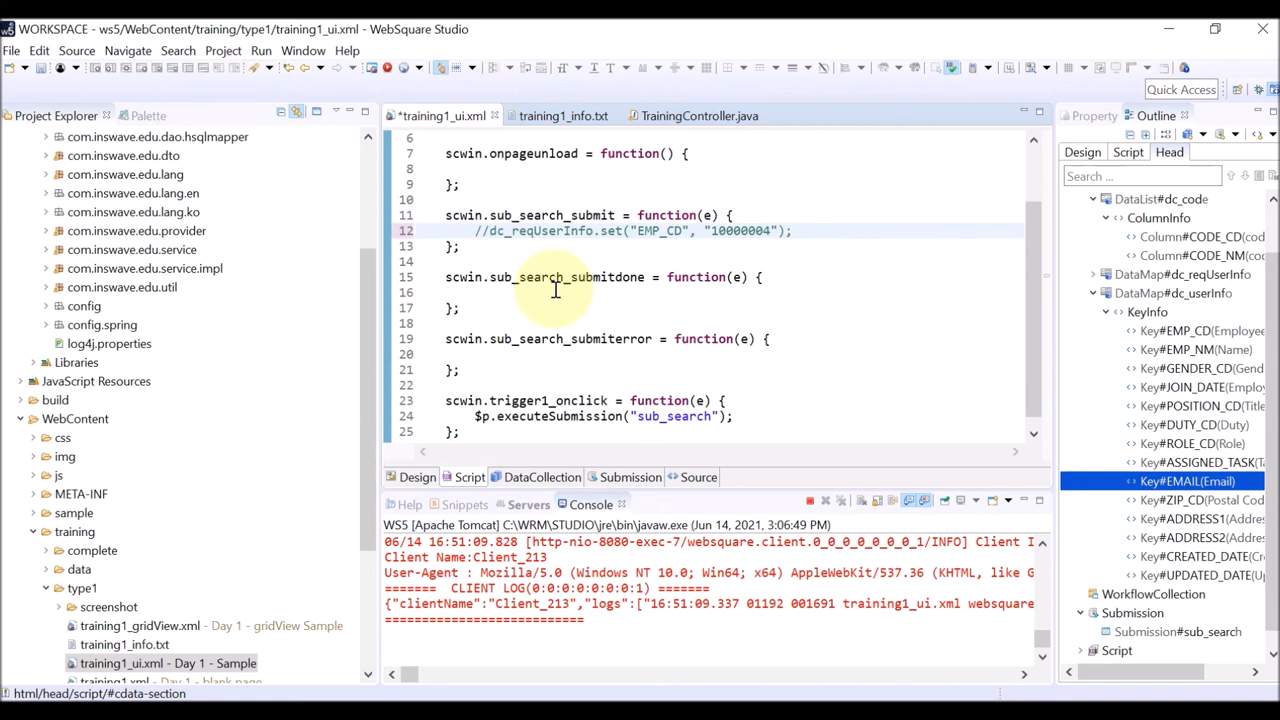 WORKSPACE - ws5/WebContent/training/type1/training1_ui.xml - WebSquare Studio
File Edit Source Navigate Search Project Run Window Help
Quick Access
Project Explorer Palette
com.inswave.edu.dao.hsqlmapper
com.inswave.edu.dto
com.inswave.edu.lang
com.inswave.edu.lang.en
com.inswave.edu.lang.ko
com.inswave.edu.provider
com.inswave.edu.service
com.inswave.edu.service.impl
com.inswave.edu.util
config
config.spring
log4j.properties
Libraries
JavaScript Resources
build
WebContent
css
img
js
META-INF
sample
training
complete
data
type1
screenshot
training1_gridView.xml - Day 1 - gridView Sample
training1_info.txt
training1_ui.xml - Day 1 - Sample
training1.xml - Day 1 - blank page
*training1_ui.xml training1_info.txt TrainingController.java
6
7 scwin.onpageunload = function() {
8
9 };
10
11 scwin.sub_search_submit = function(e) {
12 //dc_reqUserInfo.set("EMP_CD", "10000004");
13 };
14
15 scwin.sub_search_submitdone = function(e) {
16
17 };
18
19 scwin.sub_search_submiterror = function(e) {
20
21 };
22
23 scwin.trigger1_onclick = function(e) {
24 $p.executeSubmission("sub_search");
25 };
Design Script DataCollection Submission Source
Help Snippets Servers Console
WS5 [Apache Tomcat] C:\WRM\STUDIO\jre\bin\javaw.exe (Jun 14, 2021, 3:06:49 PM)
06/14 16:51:09.828 [http-nio-8080-exec-7/websquare.client.0_0_0_0_0_0_0_1/INFO] Client I
Client Name:Client_213
User-Agent : Mozilla/5.0 (Windows NT 10.0; Win64; x64) AppleWebKit/537.36 (KHTML, like G
======= CLIENT LOG(0:0:0:0:0:0:0:1) =======
{"clientName":"Client_213","logs":["16:51:09.337 01192 001691 training1_ui.xml websquare
==========================
Property Outline
Design Script Head
Search ...
DataList#dc_code
ColumnInfo
Column#CODE_CD(cod
Column#CODE_NM(coc
DataMap#dc_reqUserInfo
DataMap#dc_userInfo
KeyInfo
Key#EMP_CD(Employee
Key#EMP_NM(Name)
Key#GENDER_CD(Gend
Key#JOIN_DATE(Employ
Key#POSITION_CD(Title
Key#DUTY_CD(Duty)
Key#ROLE_CD(Role)
Key#ASSIGNED_TASK(Ta
Key#EMAIL(Email)
Key#ZIP_CD(Postal Coc
Key#ADDRESS1(Addres
Key#ADDRESS2(Addres
Key#CREATED_DATE(Cr
Key#UPDATED_DATE(U
WorkflowCollection
Submission
Submission#sub_search
Script
html/head/script/#cdata-section